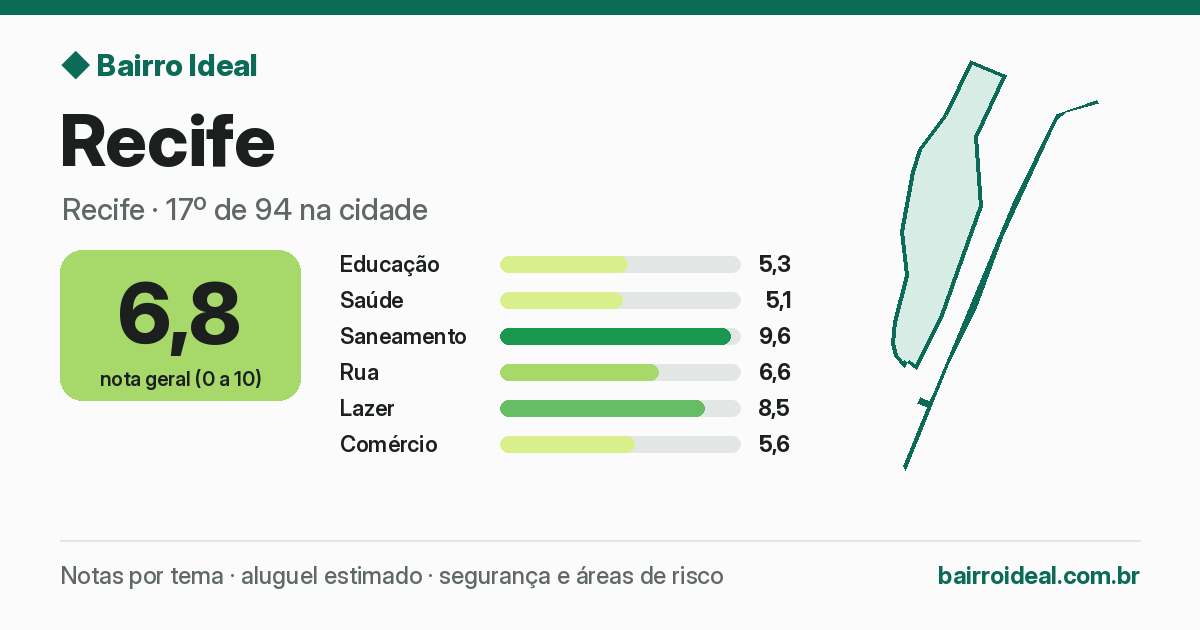 Bairro Ideal
Recife
Recife · 17º de 94 na cidade
6,8
nota geral (0 a 10)
Educação 5,3
Saúde 5,1
Saneamento 9,6
Rua 6,6
Lazer 8,5
Comércio 5,6
Notas por tema · aluguel estimado · segurança e áreas de risco
bairroideal.com.br